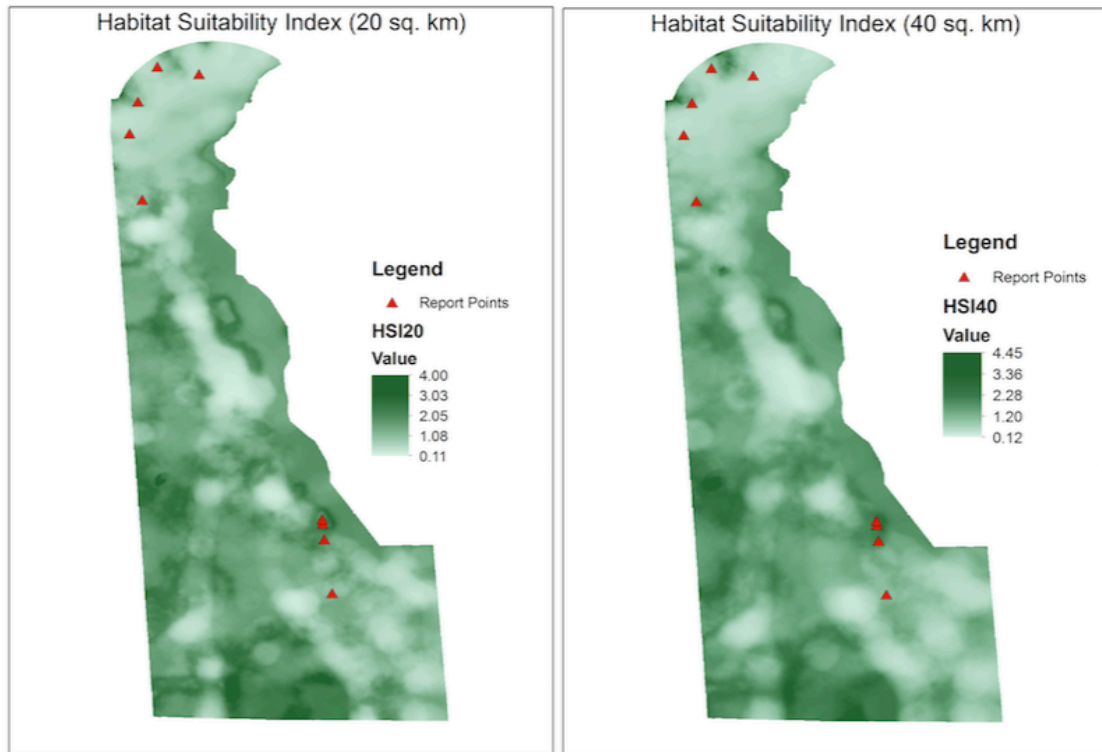 Habitat Suitability Index (20 sq. km)
Legend
Report Points
HSI20
Value
4.00
3.03
2.05
1.08
0.11
Habitat Suitability Index (40 sq. km)
Legend
Report Points
HSI40
Value
4.45
3.36
2.28
1.20
0.12